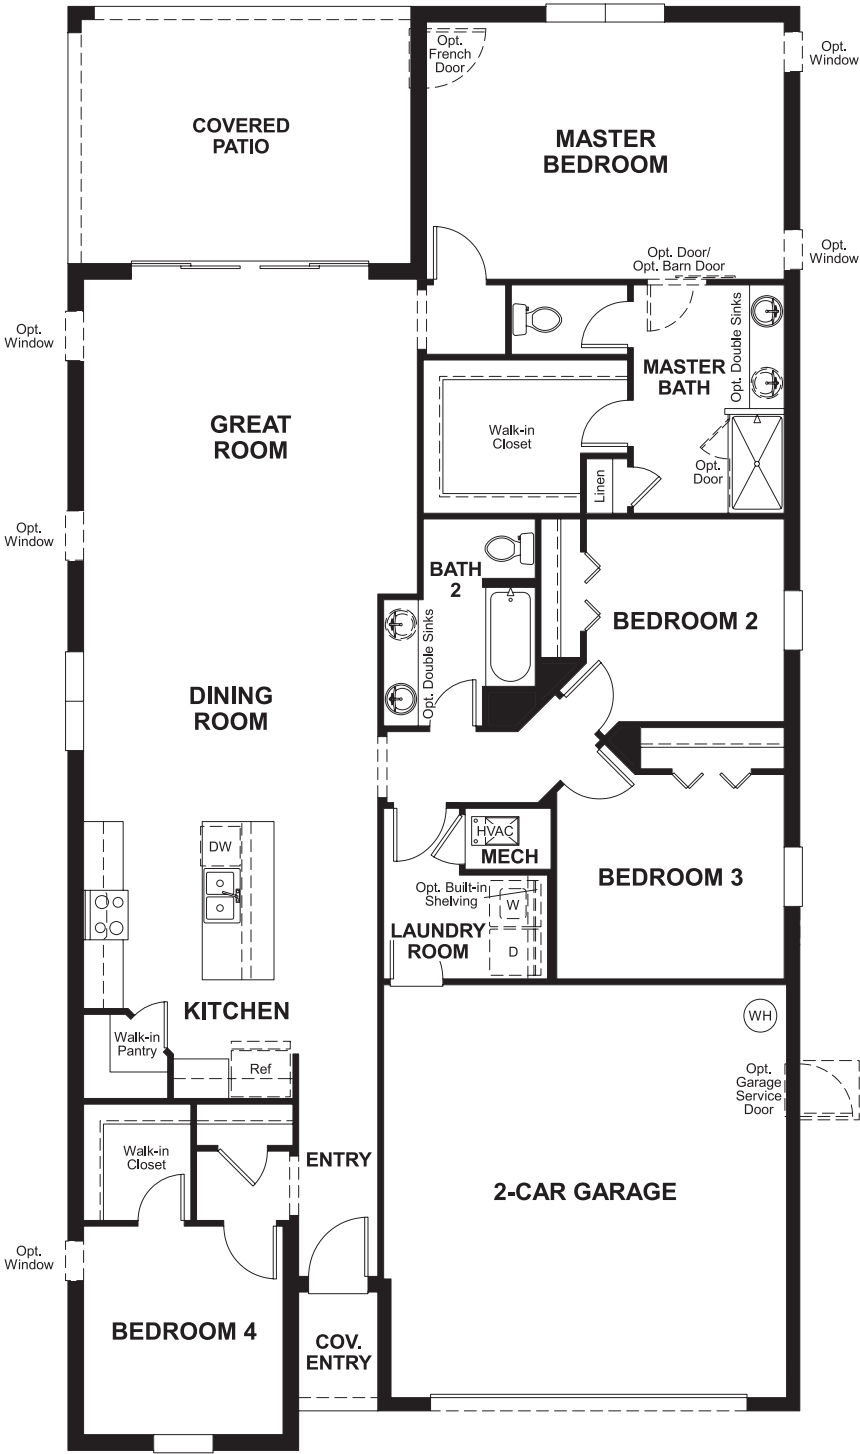 Opt.
French
Door
Opt.
Window
COVERED
PATIO
MASTER
BEDROOM
Opt.
Window
Opt. Door/
Opt. Barn Door
Opt.
Window
Opt. Double Sinks
MASTER
BATH
GREAT
ROOM
Walk-in
Closet
Opt.
Door
Linen
Opt.
Window
BATH
2
BEDROOM 2
Opt. Double Sinks
DINING
ROOM
HVAC
MECH
DW
Opt. Built-in
Shelving
W
BEDROOM 3
LAUNDRY
ROOM
D
KITCHEN
WH
Walk-in
Pantry
Ref
Opt.
Garage
Service
Door
Walk-in
Closet
ENTRY
2-CAR GARAGE
Opt.
Window
BEDROOM 4
COV.
ENTRY